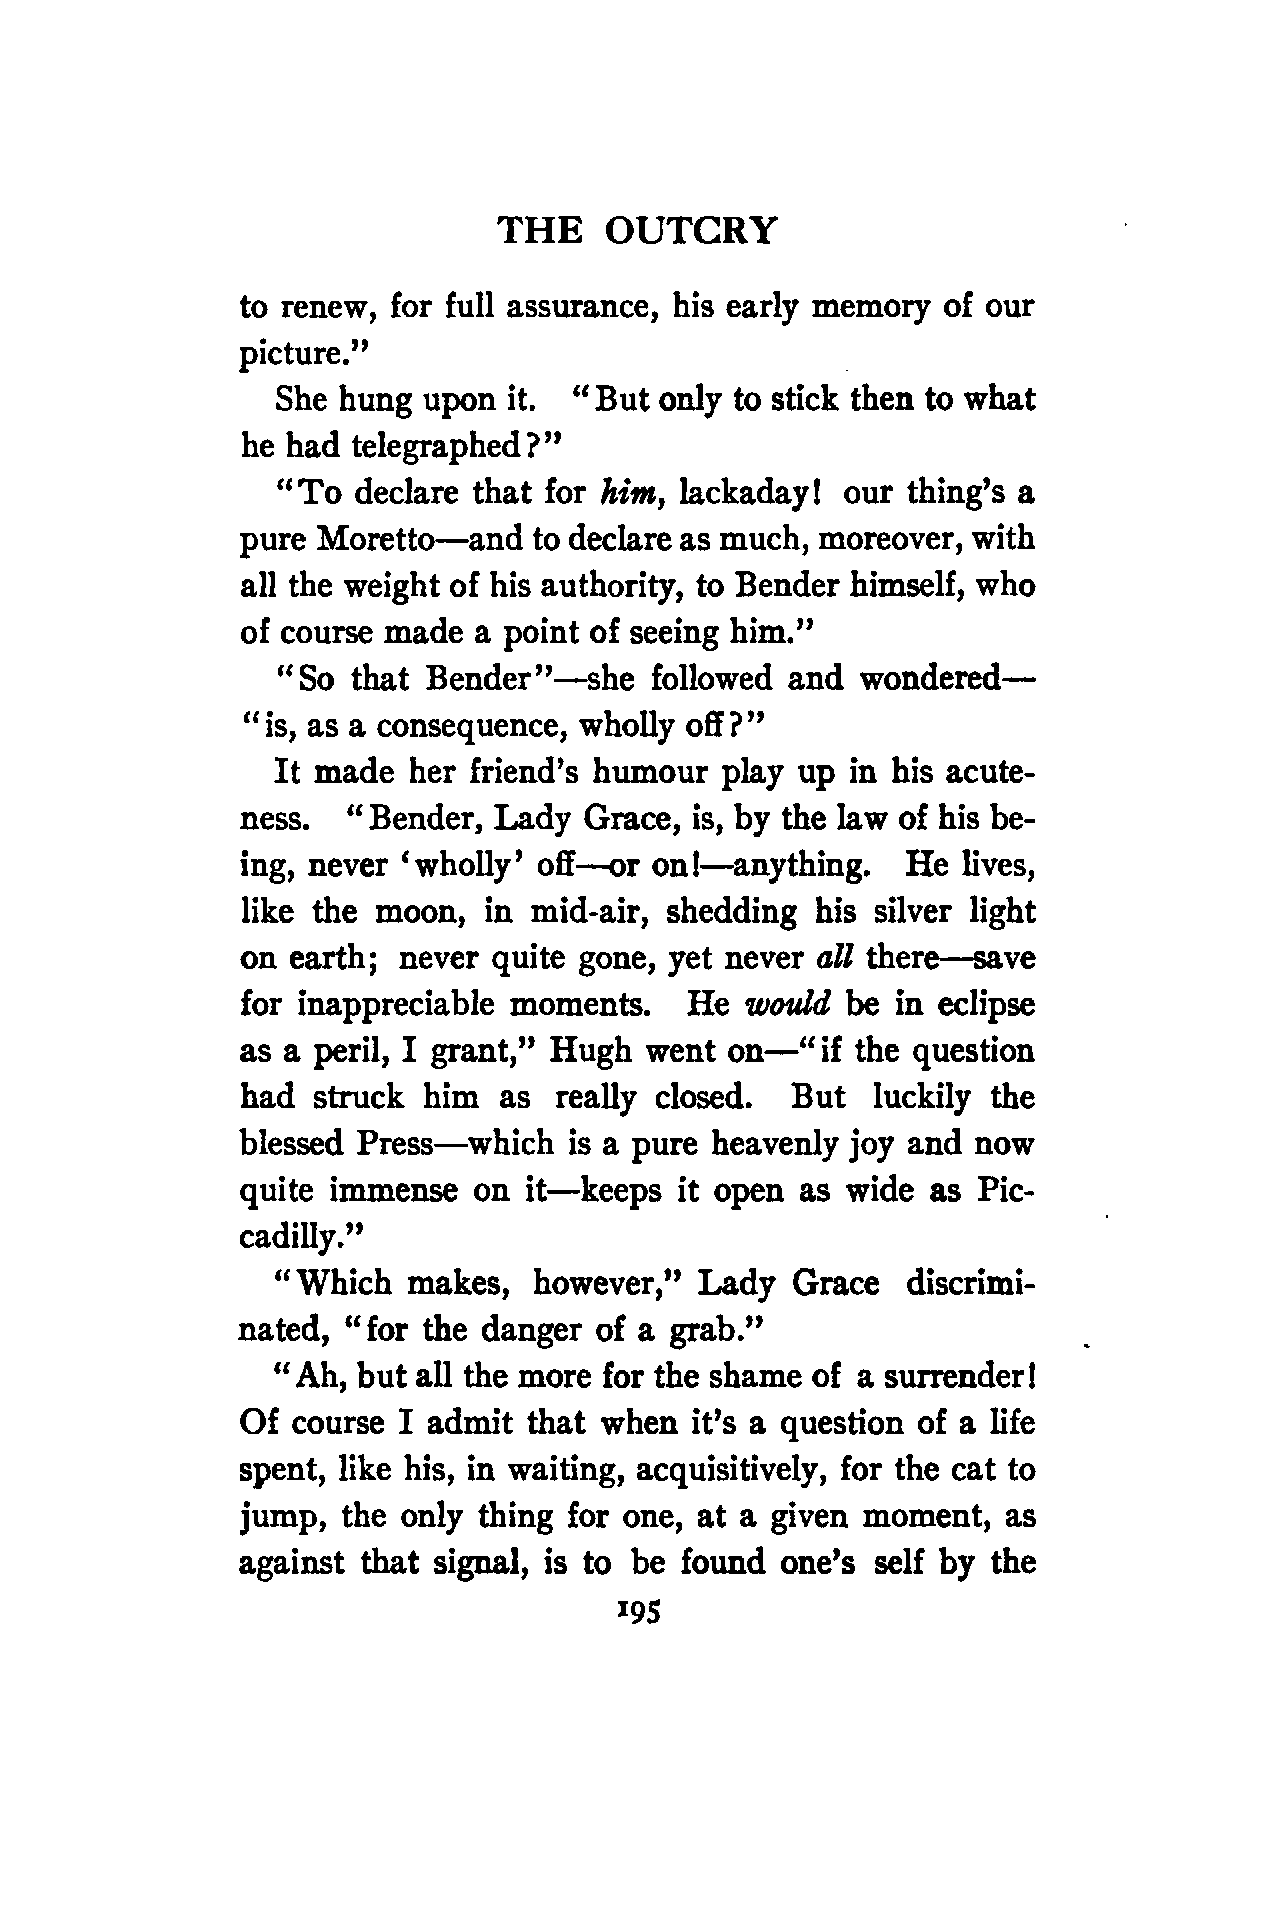 THE OUTCRY
to renew, for full assurance, his early memory of our
picture.”
She hung upon it. “But only to stick then to what
he had telegraphed?”
“To declare that for him, lackaday! our thing’s a
pure Moretto—and to declare as much, moreover, with
all the weight of his authority, to Bender himself, who
of course made a point of seeing him.”
“So that Bender”—she followed and wondered—
“is, as a consequence, wholly off?”
It made her friend’s humour play up in his acute-
ness. “Bender, Lady Grace, is, by the law of his be-
ing, never ‘wholly’ off—or on!—anything. He lives,
like the moon, in mid-air, shedding his silver light
on earth; never quite gone, yet never all there—save
for inappreciable moments. He would be in eclipse
as a peril, I grant,” Hugh went on—“if the question
had struck him as really closed. But luckily the
blessed Press—which is a pure heavenly joy and now
quite immense on it—keeps it open as wide as Pic-
cadilly.”
“Which makes, however,” Lady Grace discrimi-
nated, “for the danger of a grab.”
“Ah, but all the more for the shame of a surrender!
Of course I admit that when it’s a question of a life
spent, like his, in waiting, acquisitively, for the cat to
jump, the only thing for one, at a given moment, as
against that signal, is to be found one’s self by the
195